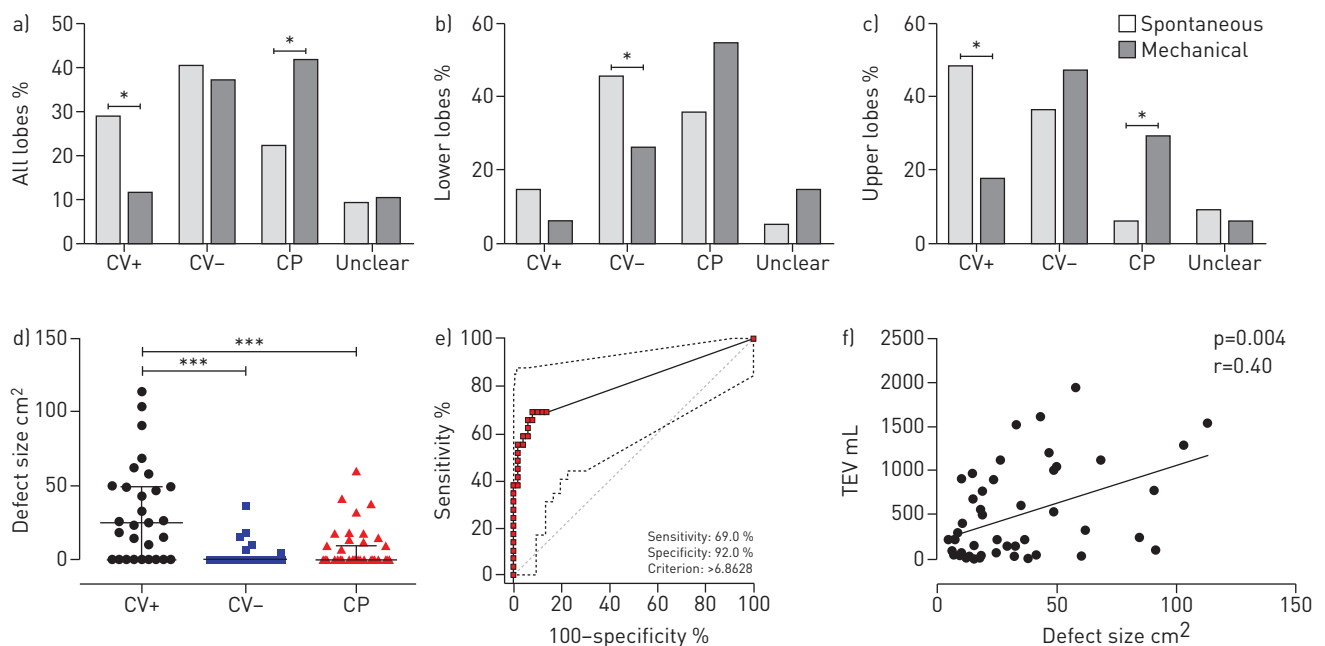 a)
All lobes %
50
40
30
20
10
0
*
*
CV+ CV– CP Unclear
b)
Lower lobes %
60
40
20
0
*
CV+ CV– CP Unclear
c)
Upper lobes %
60
40
20
0
*
*
CV+ CV– CP Unclear
Spontaneous
Mechanical
d)
Defect size cm2
150
100
50
0
***
***
CV+ CV– CP
e)
Sensitivity %
100
80
60
40
20
0
Sensitivity: 69.0 %
Specificity: 92.0 %
Criterion: >6.8628
0 20 40 60 80 100
100–specificity %
f)
TEV mL
2500
2000
1500
1000
500
0
p=0.004
r=0.40
0 50 100 150
Defect size cm2